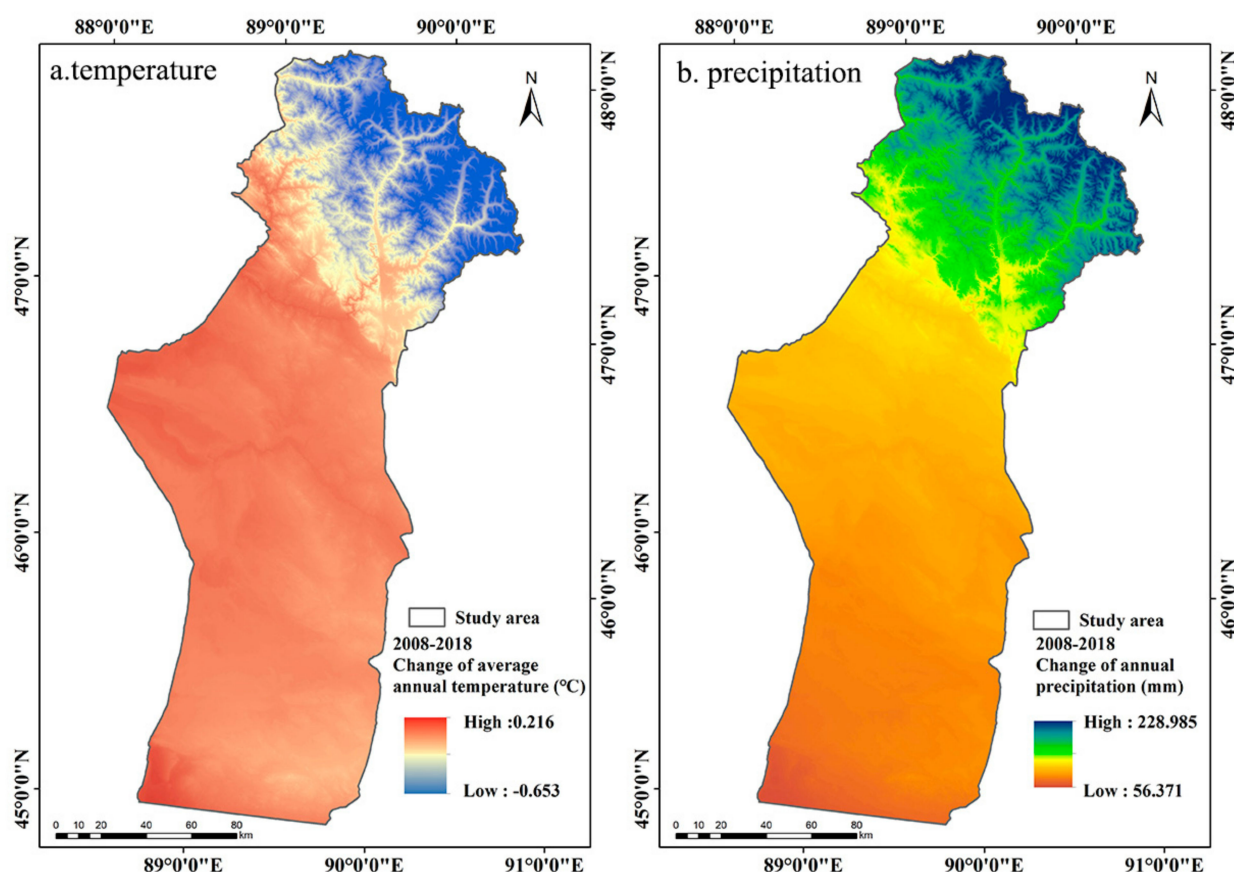 88°0'0"E 89°0'0"E 90°0'0"E
a.temperature
N
48°0'0"N
47°0'0"N
47°0'0"N
46°0'0"N
46°0'0"N
45°0'0"N
Study area
2008-2018
Change of average
annual temperature (°C)
High :0.216
Low : -0.653
0 5 10 20 40 60 80
km
89°0'0"E 90°0'0"E 91°0'0"E
88°0'0"E 89°0'0"E 90°0'0"E
b. precipitation
N
48°0'0"N
47°0'0"N
47°0'0"N
46°0'0"N
46°0'0"N
45°0'0"N
Study area
2008-2018
Change of annual
precipitation (mm)
High : 228.985
Low : 56.371
0 5 10 20 40 60 80
km
89°0'0"E 90°0'0"E 91°0'0"E